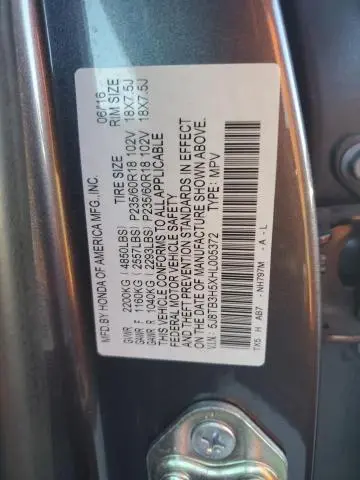 MFD.BY HONDA OF AMERICA MFG.,INC. 06/16
TIRE SIZE RIM SIZE
GVWR 2200KG (4850LBS)
GAWR F 1160KG (2557LBS) P235/60R18 102V 18X7.5J
GAWR R 1040KG (2293LBS) P235/60R18 102V 18X7.5J
THIS VEHICLE CONFORMS TO ALL APPLICABLE
FEDERAL MOTOR VEHICLE SAFETY
AND THEFT PREVENTION STANDARDS IN EFFECT
ON THE DATE OF MANUFACTURE SHOWN ABOVE.
V.I.N.: 5J8TB3H5XHL005372 TYPE: MPV
TX5 H AB7 NH797M - A - L